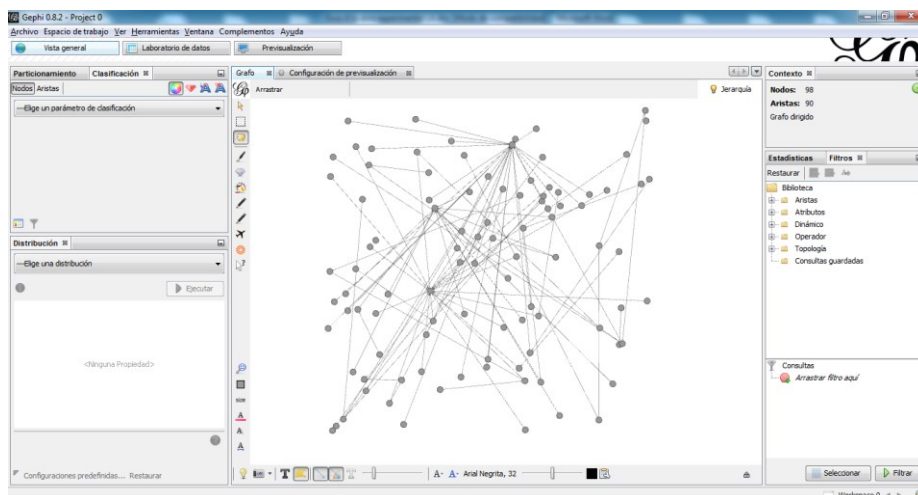 Gephi 0.8.2 - Project 0
Archivo Espacio de trabajo Ver Herramientas Ventana Complementos Ayuda
Vista general Laboratorio de datos Previsualización
Particionamiento Clasificación
Nodos Aristas
---Elige un parámetro de clasificación
Distribución
---Elige una distribución
Ejecutar
<Ninguna Propiedad>
Configuraciones predefinidas... Restaurar
Grafo Configuración de previsualización
Arrastrar Jerarquía
A- A- Arial Negrita, 32
Contexto
Nodos: 98
Aristas: 90
Grafo dirigido
Estadísticas Filtros
Restaurar
Biblioteca
Aristas
Atributos
Dinámico
Operador
Topología
Consultas guardadas
Consultas
Arrastrar filtro aquí
Seleccionar Filtrar
Workspace 0